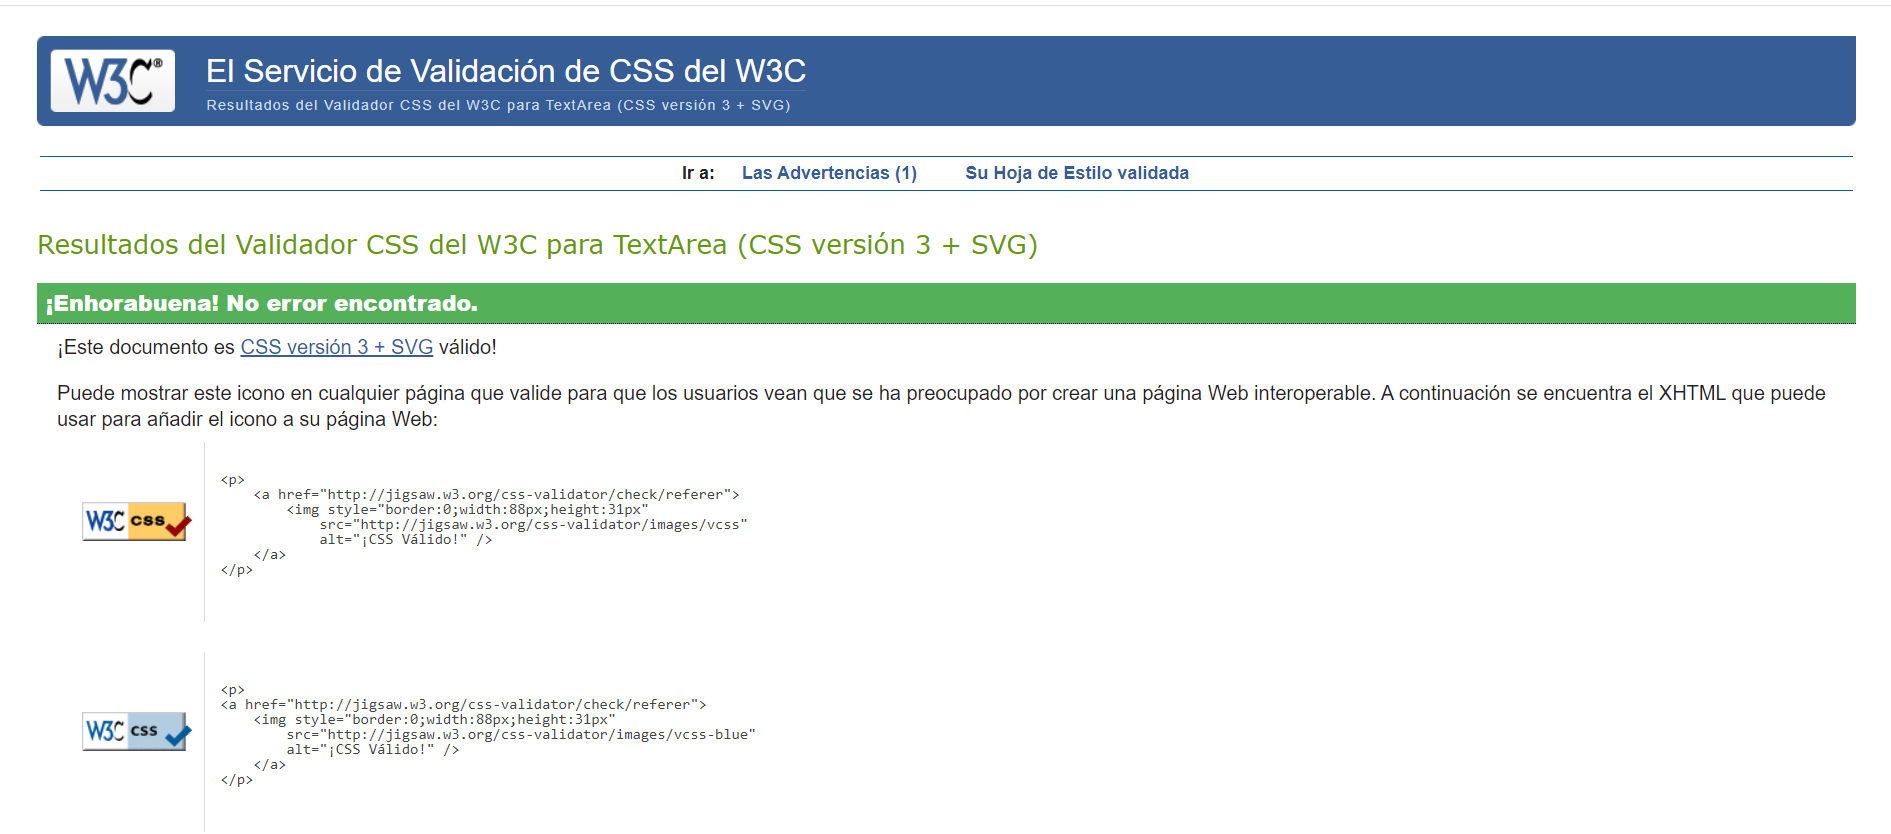 W3C®
El Servicio de Validación de CSS del W3C
Resultados del Validador CSS del W3C para TextArea (CSS versión 3 + SVG)
Ir a: Las Advertencias (1) Su Hoja de Estilo validada
Resultados del Validador CSS del W3C para TextArea (CSS versión 3 + SVG)
¡Enhorabuena! No error encontrado.
¡Este documento es CSS versión 3 + SVG válido!
Puede mostrar este icono en cualquier página que valide para que los usuarios vean que se ha preocupado por crear una página Web interoperable. A continuación se encuentra el XHTML que puede
usar para añadir el icono a su página Web:
W3C css
<p>
    <a href="http://jigsaw.w3.org/css-validator/check/referer">
        <img style="border:0;width:88px;height:31px"
            src="http://jigsaw.w3.org/css-validator/images/vcss"
            alt="¡CSS Válido!" />
    </a>
</p>
W3C css
<p>
<a href="http://jigsaw.w3.org/css-validator/check/referer">
    <img style="border:0;width:88px;height:31px"
        src="http://jigsaw.w3.org/css-validator/images/vcss-blue"
        alt="¡CSS Válido!" />
    </a>
</p>